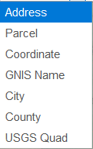 Address
Parcel
Coordinate
GNIS Name
City
County
USGS Quad